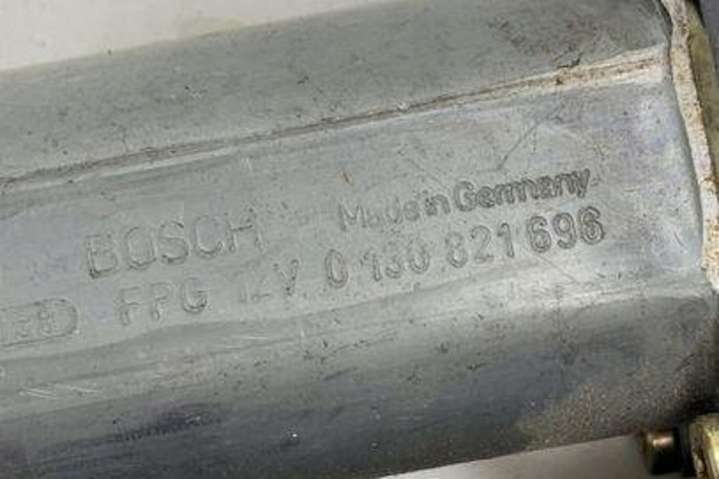 BOSCH Made in Germany
FPG 12V 0 130 821 696